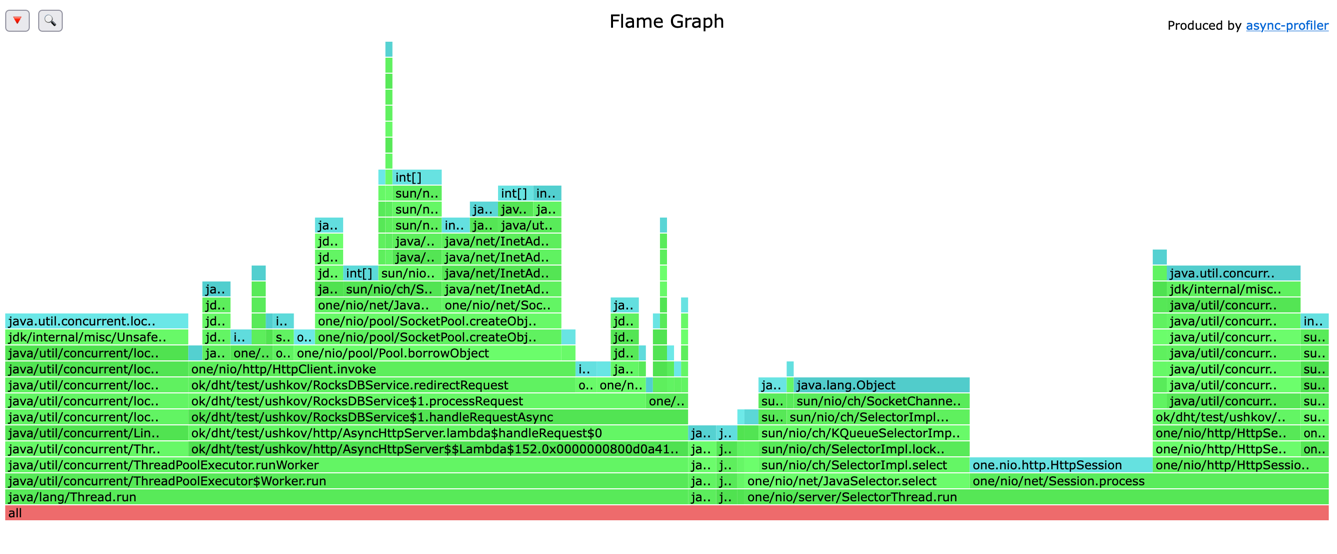 Flame Graph
Produced by async-profiler
int[]
sun/n.. int[] in..
sun/n.. ja.. jav.. ja..
ja.. sun/n.. in.. ja.. java/ut..
jd.. java/.. java/net/InetAd..
jd.. java/.. java/net/InetAd..
jd.. int[] sun/nio.. java/net/InetAd.. java.util.concurr..
ja.. ja.. sun/nio/ch/S.. java/net/InetAd.. jdk/internal/misc..
jd.. one/nio/net/Java.. one/nio/net/Soc.. ja.. java/util/concurr..
java.util.concurrent.loc.. jd.. i.. one/nio/pool/SocketPool.createObj.. jd.. java/util/concurr.. in..
jdk/internal/misc/Unsafe.. jd.. i.. s.. o.. one/nio/pool/SocketPool.createObj.. jd.. java/util/concurr.. su..
java/util/concurrent/loc.. ja.. one/.. o.. one/nio/pool/Pool.borrowObject jd.. java/util/concurr.. su..
java/util/concurrent/loc.. one/nio/http/HttpClient.invoke i.. ja.. java/util/concurr.. su..
java/util/concurrent/loc.. ok/dht/test/ushkov/RocksDBService.redirectRequest o.. one/n.. ja.. java.lang.Object java/util/concurr.. su..
java/util/concurrent/loc.. ok/dht/test/ushkov/RocksDBService$1.processRequest one/.. su.. sun/nio/ch/SocketChanne.. java/util/concurr.. su..
java/util/concurrent/loc.. ok/dht/test/ushkov/RocksDBService$1.handleRequestAsync su.. sun/nio/ch/SelectorImpl... ok/dht/test/ushkov/.. su..
java/util/concurrent/Lin.. ok/dht/test/ushkov/http/AsyncHttpServer.lambda$handleRequest$0 ja.. j.. sun/nio/ch/KQueueSelectorImp.. one/nio/http/HttpSe.. on..
java/util/concurrent/Thr.. ok/dht/test/ushkov/http/AsyncHttpServer$$Lambda$152.0x0000000800d0a41.. ja.. j.. sun/nio/ch/SelectorImpl.lock.. one/nio/http/HttpSe.. on..
java/util/concurrent/ThreadPoolExecutor.runWorker ja.. j.. sun/nio/ch/SelectorImpl.select one.nio.http.HttpSession one/nio/http/HttpSessio..
java/util/concurrent/ThreadPoolExecutor$Worker.run ja.. j.. one/nio/net/JavaSelector.select one/nio/net/Session.process
java/lang/Thread.run ja.. j.. one/nio/server/SelectorThread.run
all